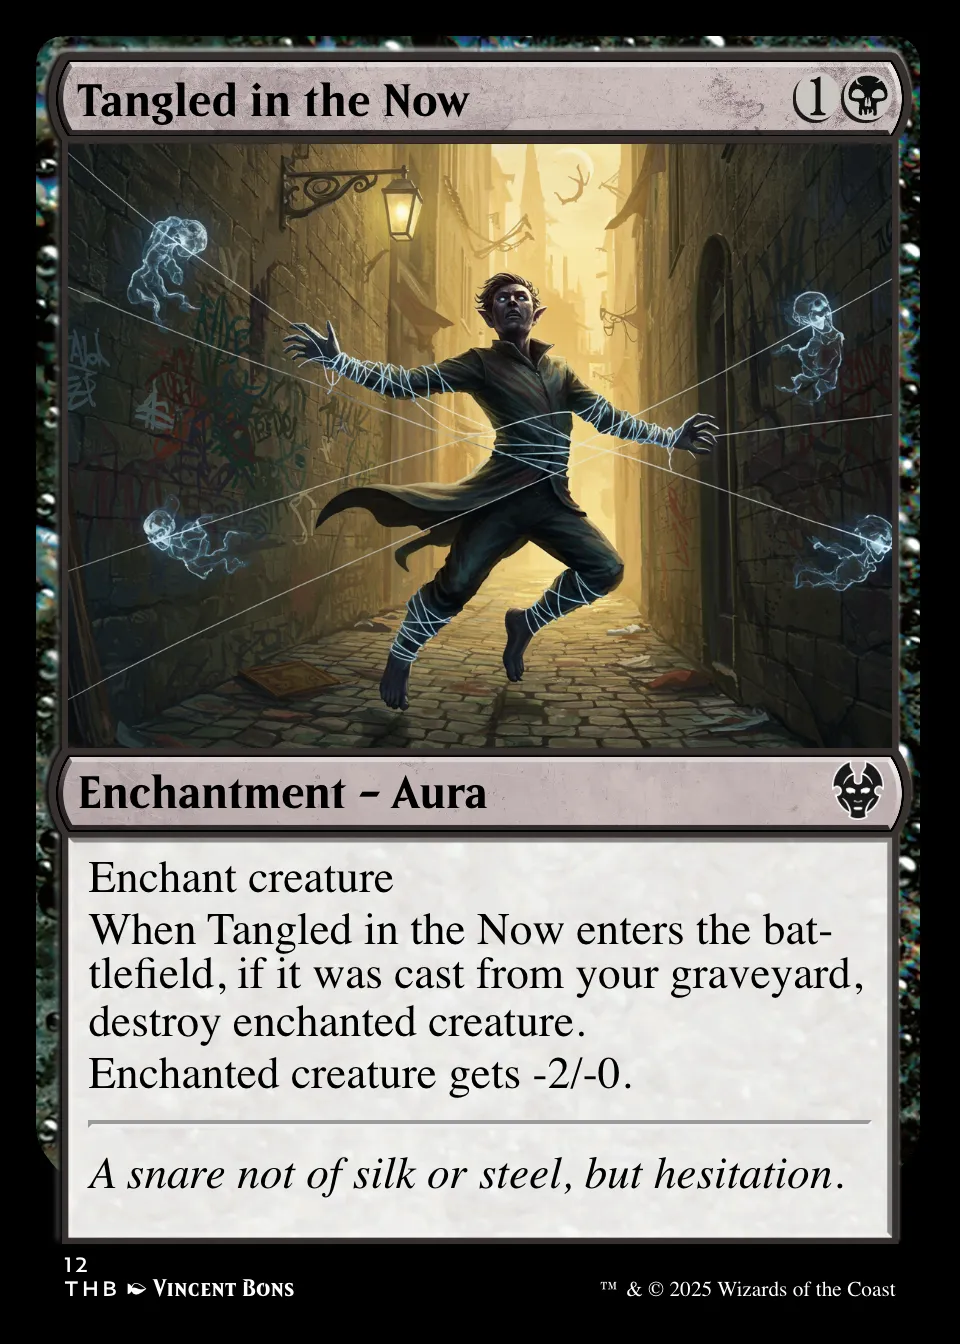 Tangled in the Now
1
Enchantment – Aura
Enchant creature
When Tangled in the Now enters the bat-
tlefield, if it was cast from your graveyard,
destroy enchanted creature.
Enchanted creature gets -2/-0.
A snare not of silk or steel, but hesitation.
12
THB VINCENT BONS
™ & © 2025 Wizards of the Coast